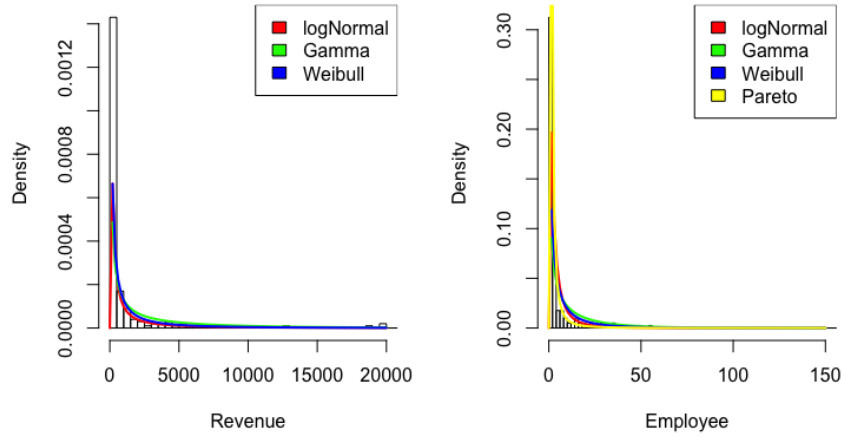 logNormal
Gamma
Weibull
Density
0.0012
0.0008
0.0004
0.0000
0
5000
10000
20000
Revenue
logNormal
Gamma
Weibull
Pareto
Density
0.30
0.20
0.10
0.00
0
50
100
150
Employee